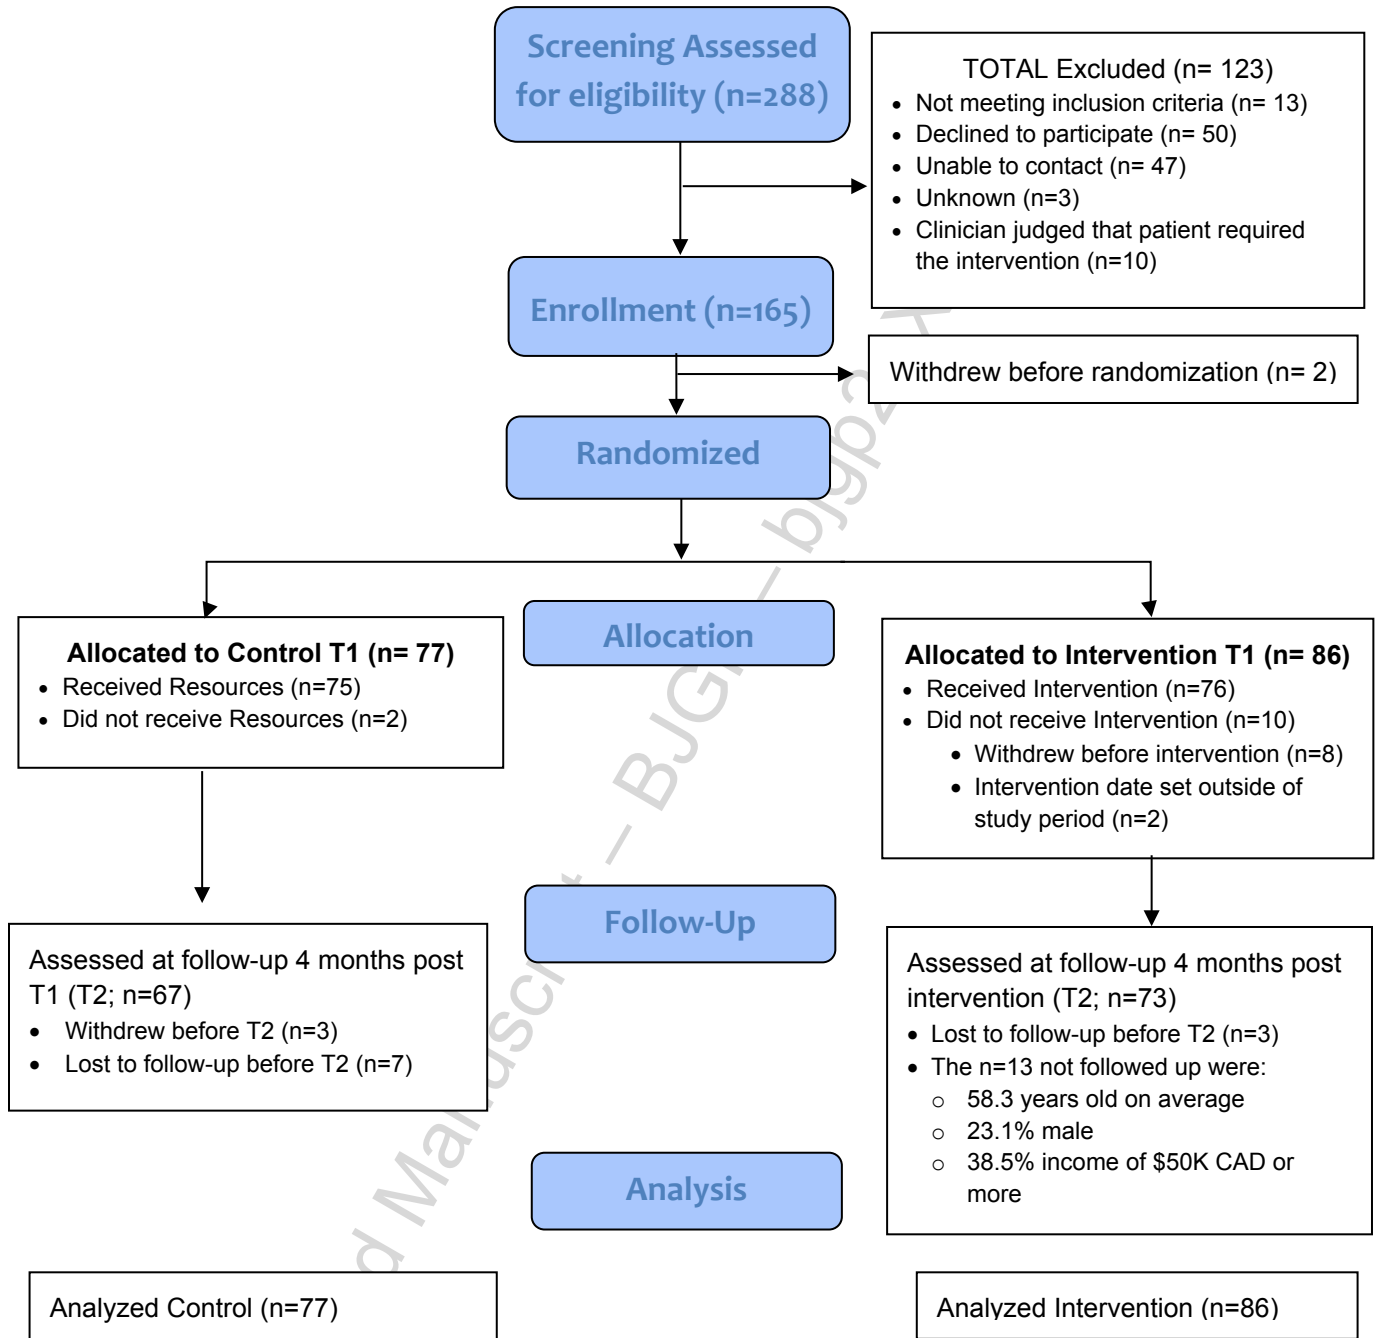 Screening Assessed
for eligibility (n=288)
TOTAL Excluded (n= 123)
• Not meeting inclusion criteria (n= 13)
• Declined to participate (n= 50)
• Unable to contact (n= 47)
• Unknown (n=3)
• Clinician judged that patient required
the intervention (n=10)
Enrollment (n=165)
Withdrew before randomization (n= 2)
Randomized
Allocation
Allocated to Control T1 (n= 77)
• Received Resources (n=75)
• Did not receive Resources (n=2)
Allocated to Intervention T1 (n= 86)
• Received Intervention (n=76)
• Did not receive Intervention (n=10)
• Withdrew before intervention (n=8)
• Intervention date set outside of
study period (n=2)
Follow-Up
Assessed at follow-up 4 months post
T1 (T2; n=67)
• Withdrew before T2 (n=3)
• Lost to follow-up before T2 (n=7)
Assessed at follow-up 4 months post
intervention (T2; n=73)
• Lost to follow-up before T2 (n=3)
• The n=13 not followed up were:
o 58.3 years old on average
o 23.1% male
o 38.5% income of $50K CAD or
more
Analysis
Analyzed Control (n=77)
Analyzed Intervention (n=86)